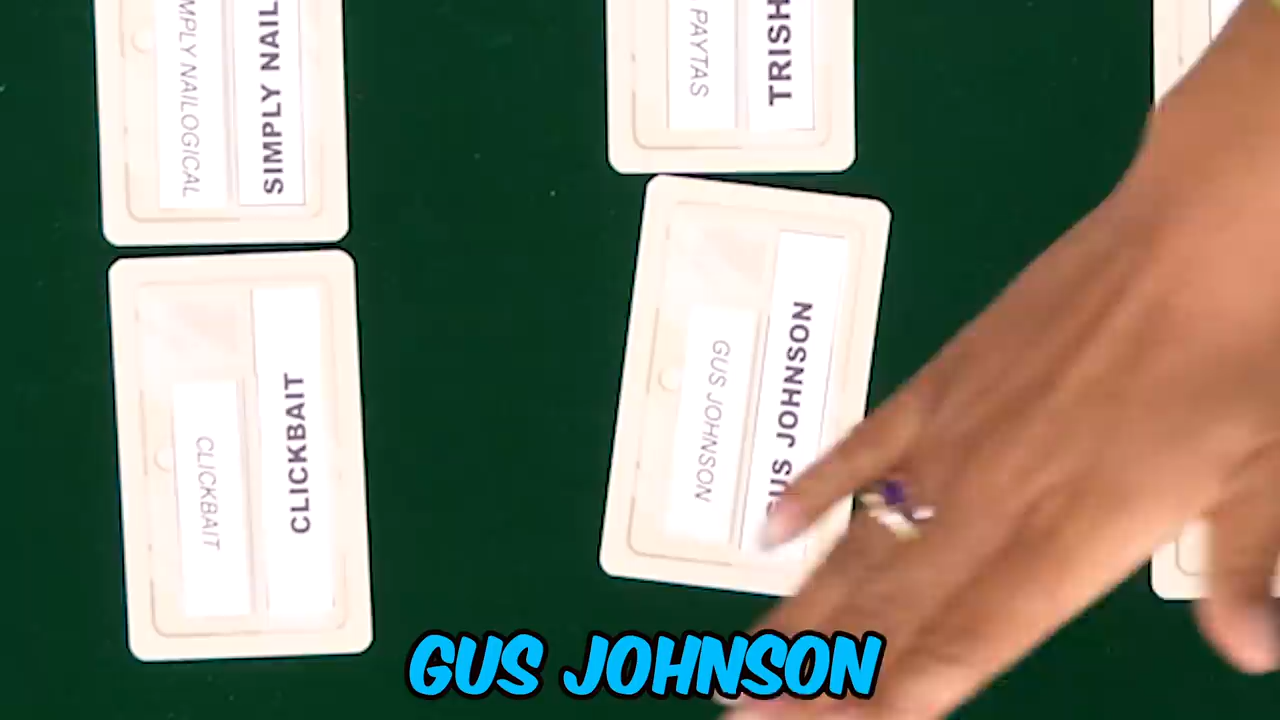 SIMPLY NAILOGICAL
SIMPLY NAIL
PAYTAS
TRISH
CLICKBAIT
CLICKBAIT
GUS JOHNSON
GUS JOHNSON
GUS JOHNSON